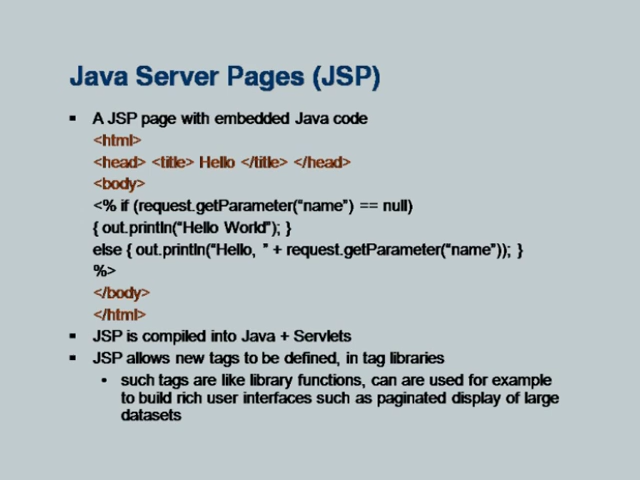 Java Server Pages (JSP)
▪ A JSP page with embedded Java code
<html>
<head> <title> Hello </title> </head>
<body>
<% if (request.getParameter(“name”) == null)
{ out.println(“Hello World”); }
else { out.println(“Hello, ” + request.getParameter(“name”)); }
%>
</body>
</html>
▪ JSP is compiled into Java + Servlets
▪ JSP allows new tags to be defined, in tag libraries
• such tags are like library functions, can are used for example
to build rich user interfaces such as paginated display of large
datasets